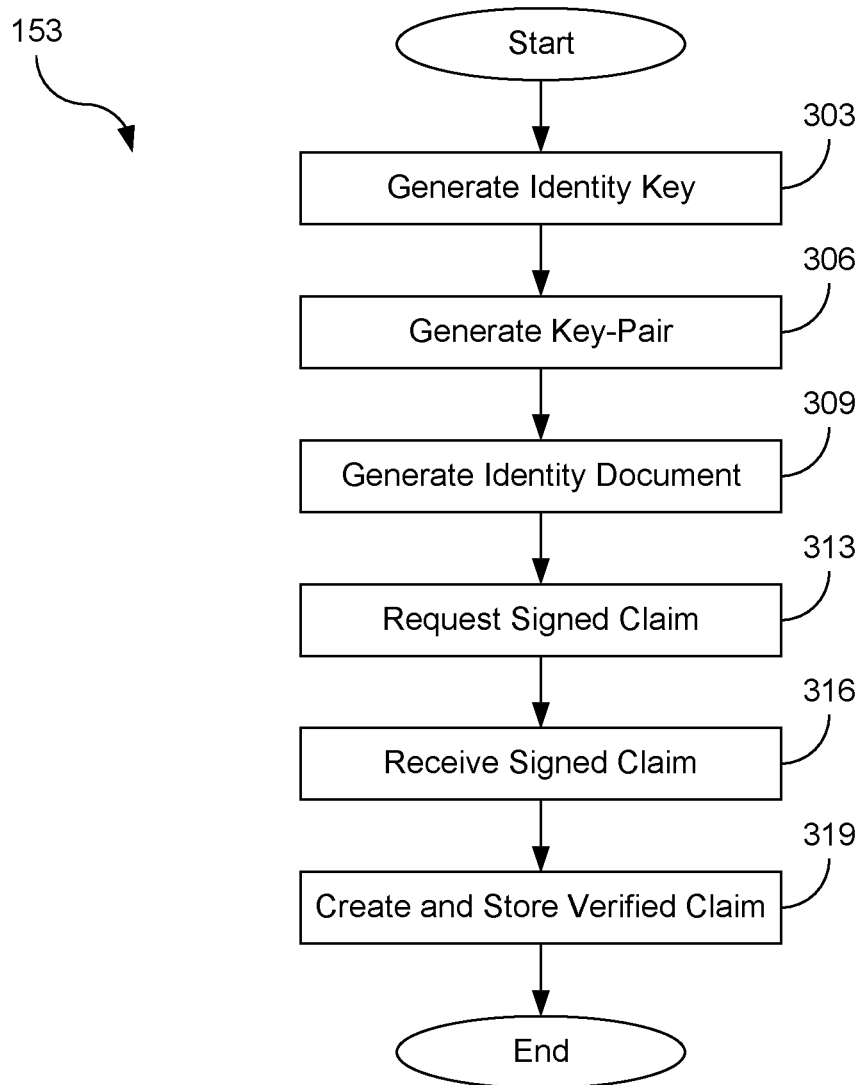 153
Start
303
Generate Identity Key
306
Generate Key-Pair
309
Generate Identity Document
313
Request Signed Claim
316
Receive Signed Claim
319
Create and Store Verified Claim
End